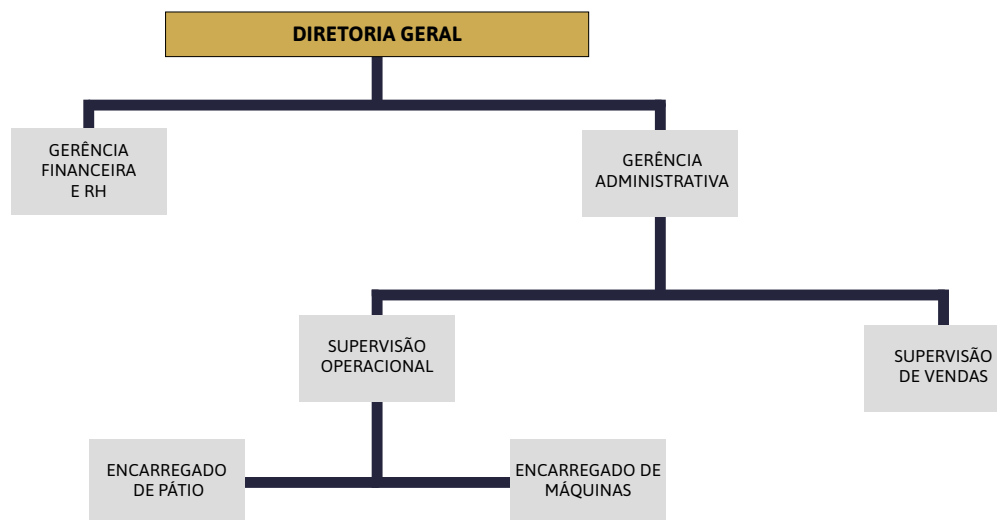 DIRETORIA GERAL
GERÊNCIA
FINANCEIRA
E RH
GERÊNCIA
ADMINISTRATIVA
SUPERVISÃO
OPERACIONAL
SUPERVISÃO
DE VENDAS
ENCARREGADO
DE PÁTIO
ENCARREGADO DE
MÁQUINAS